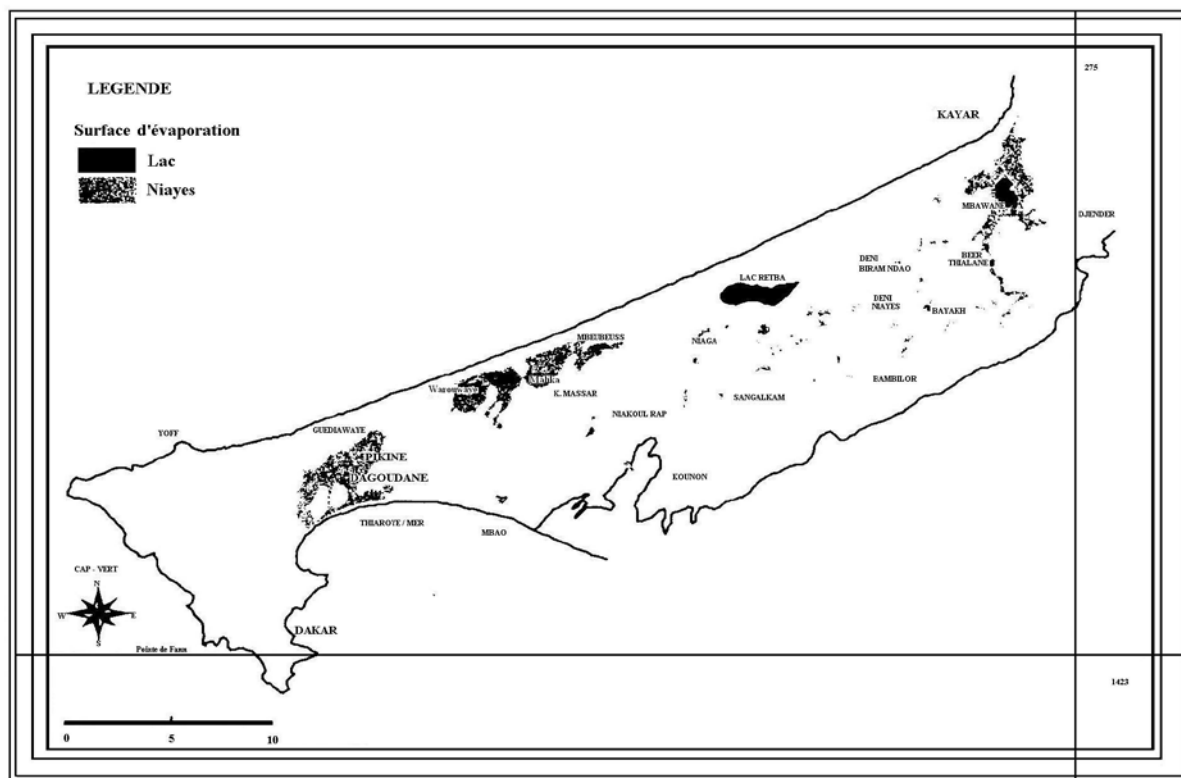 LEGENDE
Surface d'évaporation
Lac
Niayes
275
KAYAR
MBAWANE
DJENDER
BEER
THIALANE
DENI
BIRAM NDAO
LAC RETBA
DENI
NIAYES
BAYAKH
MBEUBEUSS
NIAGA
Warouwaye
K. MASSAR
BAMBILOR
SANGALKAM
NIAKOUL RAP
YOFF
GUEDIAWAYE
PIKINE
DAGOUDANE
KOUNON
THIAROTE / MER
MBAO
CAP - VERT
N
W
E
S
DAKAR
Pointe de Fann
1423
0
5
10